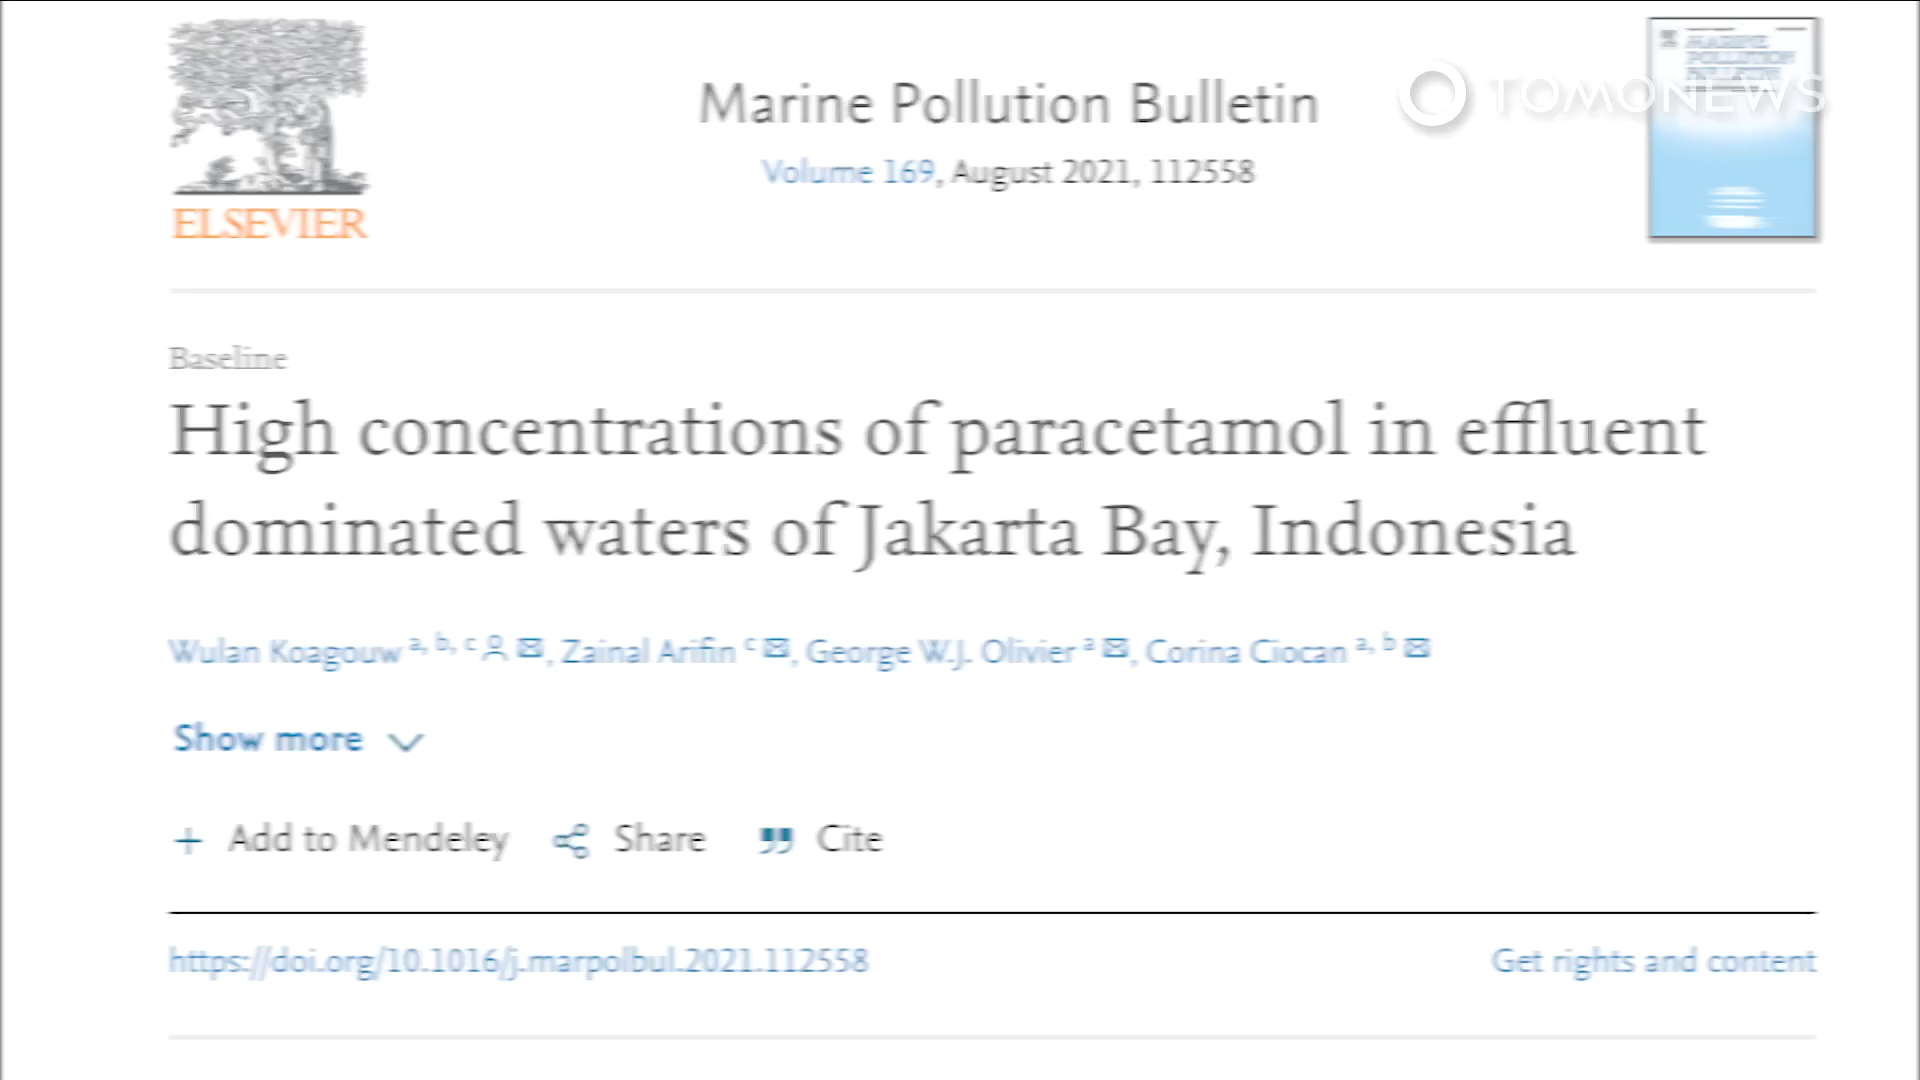 Marine Pollution Bulletin
TOMONEWS
Volume 169, August 2021, 112558
MARINE
POLLUTION
ELSEVIER
Baseline
High concentrations of paracetamol in effluent
dominated waters of Jakarta Bay, Indonesia
Wulan Koagouw a, b, c, Zainal Arifin c, George W.J. Olivier a, Corina Ciocan a, b
Show more
+ Add to Mendeley Share Cite
https://doi.org/10.1016/j.marpolbul.2021.112558 Get rights and content